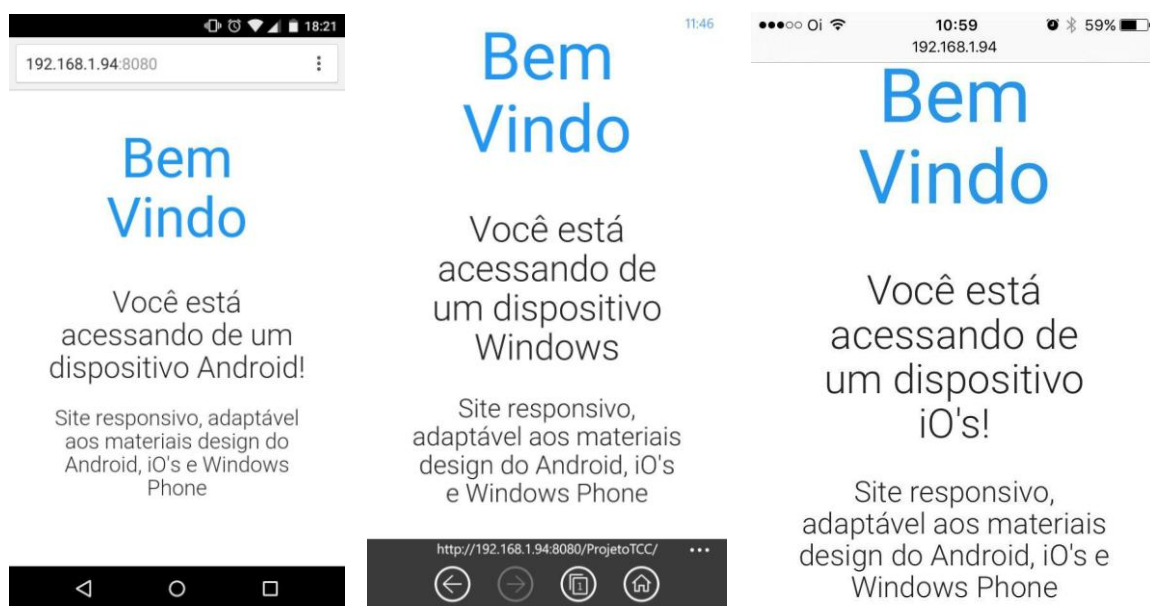 18:21
192.168.1.94:8080
Bem
Vindo
Você está
acessando de um
dispositivo Android!
Site responsivo, adaptável
aos materiais design do
Android, iO's e Windows
Phone
11:46
Bem
Vindo
Você está
acessando de
um dispositivo
Windows
Site responsivo,
adaptável aos materiais
design do Android, iO's
e Windows Phone
http://192.168.1.94:8080/ProjetoTCC/
1
Oi 10:59 59%
192.168.1.94
Bem
Vindo
Você está
acessando de
um dispositivo
iO's!
Site responsivo,
adaptável aos materiais
design do Android, iO's e
Windows Phone